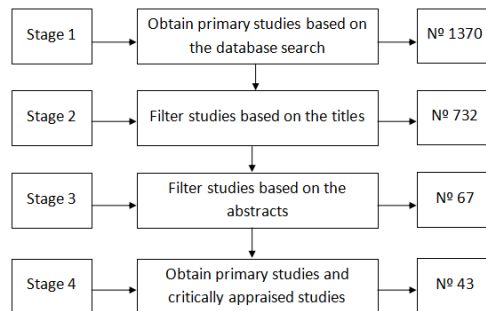 Stage 1
Obtain primary studies based on
the database search
Nº 1370
Stage 2
Filter studies based on the titles
Nº 732
Stage 3
Filter studies based on the
abstracts
Nº 67
Stage 4
Obtain primary studies and
critically appraised studies
Nº 43